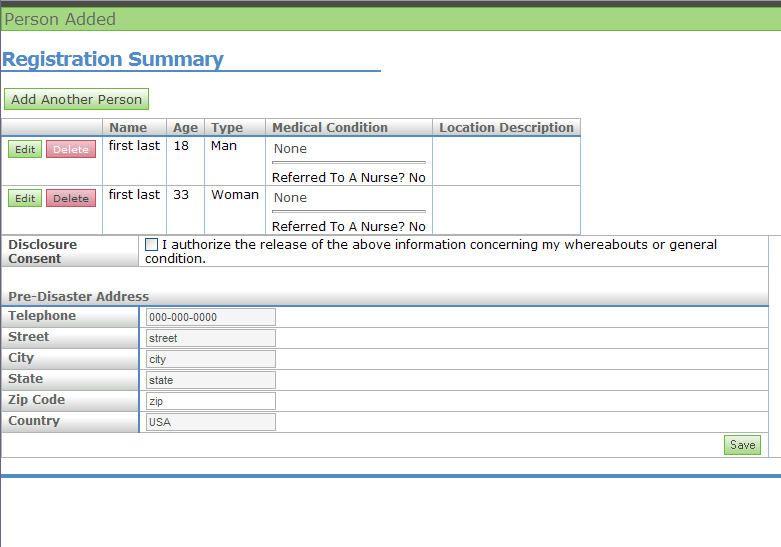 Person Added
Registration Summary
Add Another Person
Name Age Type Medical Condition Location Description
Edit Delete first last 18 Man None
Referred To A Nurse? No
Edit Delete first last 33 Woman None
Referred To A Nurse? No
Disclosure Consent I authorize the release of the above information concerning my whereabouts or general
condition.
Pre-Disaster Address
Telephone 000-000-0000
Street street
City city
State state
Zip Code zip
Country USA
Save